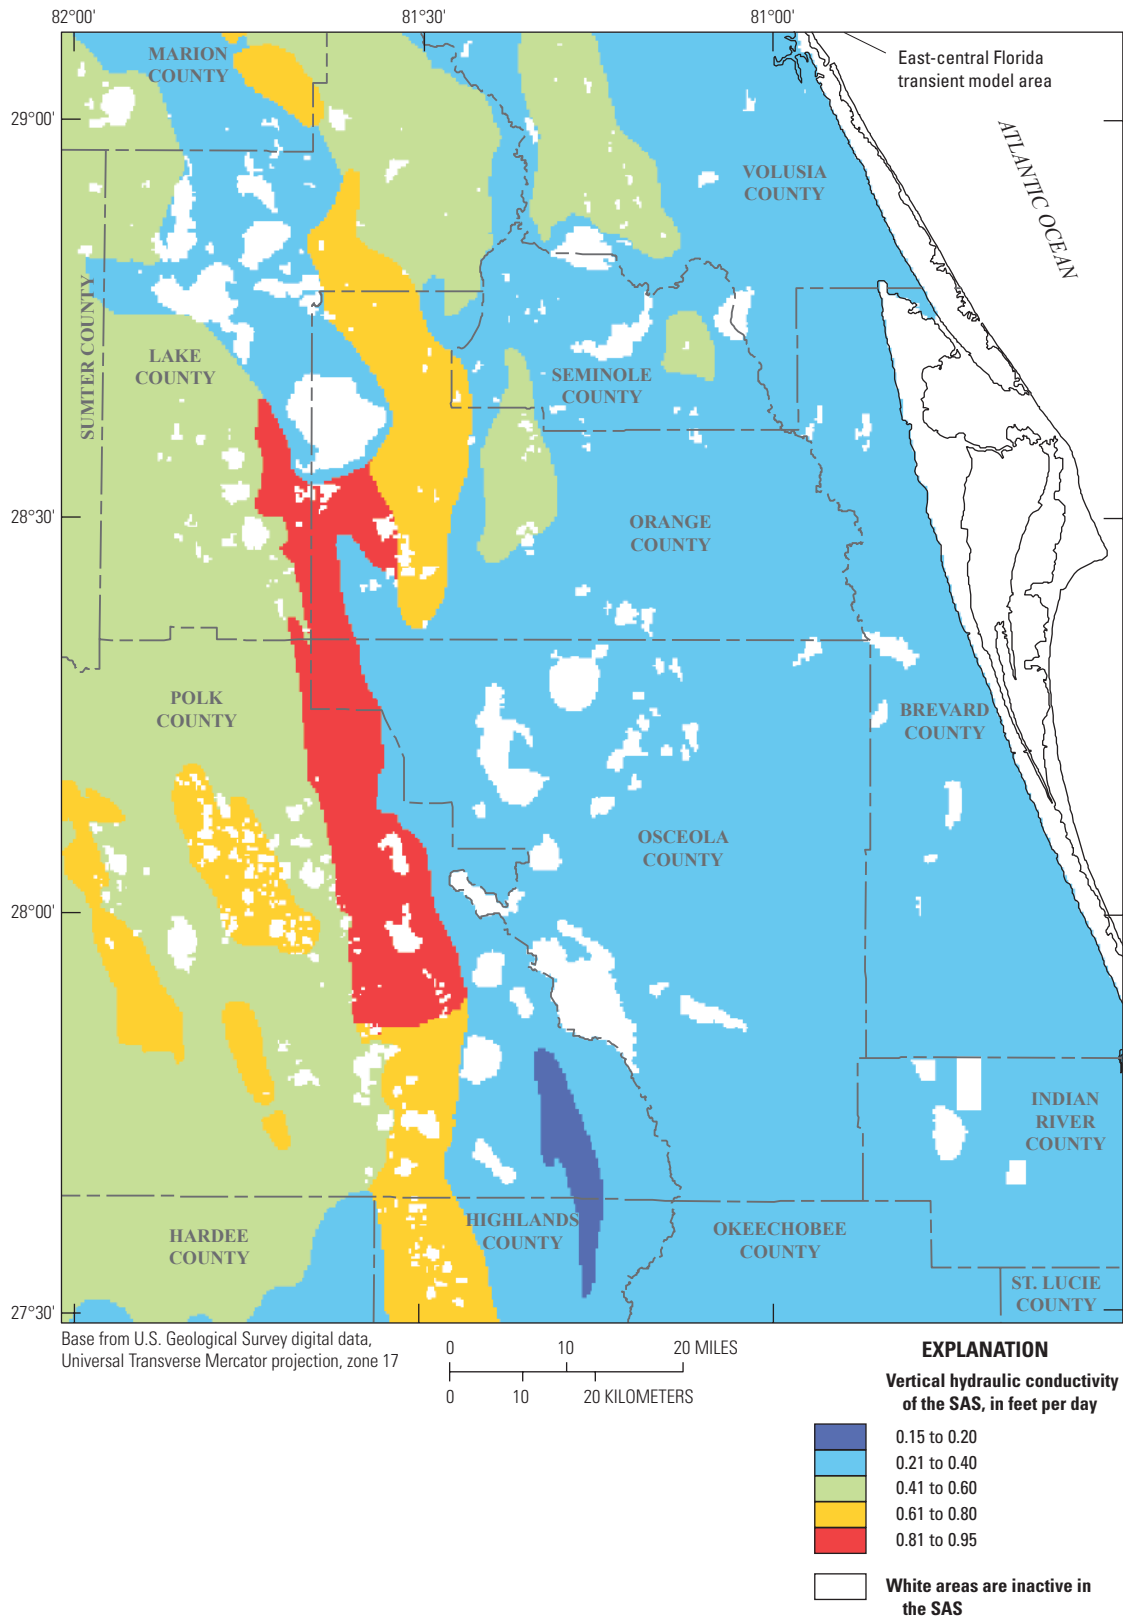 82°00'
81°30'
81°00'
MARION
COUNTY
East-central Florida
transient model area
29°00'
ATLANTIC OCEAN
VOLUSIA
COUNTY
SUMTER COUNTY
LAKE
COUNTY
SEMINOLE
COUNTY
28°30'
ORANGE
COUNTY
POLK
COUNTY
BREVARD
COUNTY
OSCEOLA
COUNTY
28°00'
INDIAN
RIVER
COUNTY
HARDEE
COUNTY
HIGHLANDS
COUNTY
OKEECHOBEE
COUNTY
ST. LUCIE
COUNTY
27°30'
Base from U.S. Geological Survey digital data,
Universal Transverse Mercator projection, zone 17
0 10 20 MILES
0 10 20 KILOMETERS
EXPLANATION
Vertical hydraulic conductivity
of the SAS, in feet per day
0.15 to 0.20
0.21 to 0.40
0.41 to 0.60
0.61 to 0.80
0.81 to 0.95
White areas are inactive in
the SAS